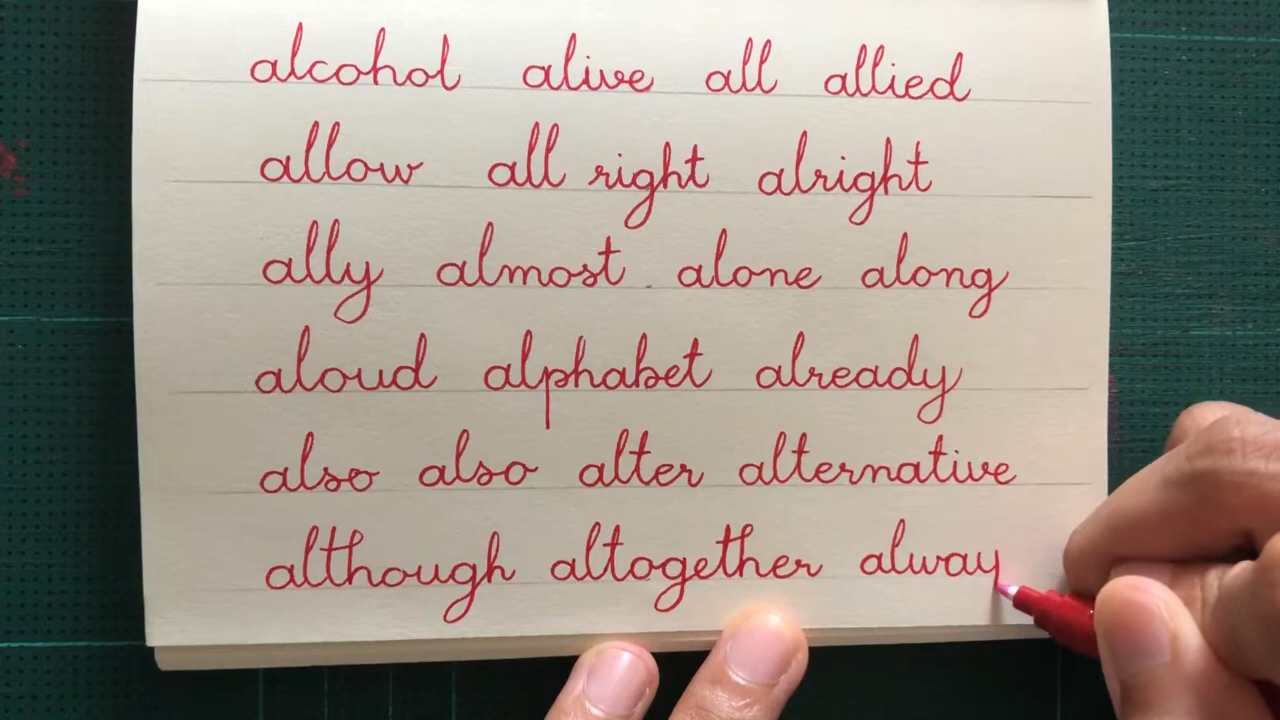 alcohol alive all allied
allow all right alright
ally almost alone along
aloud alphabet already
also also alter alternative
although altogether alway